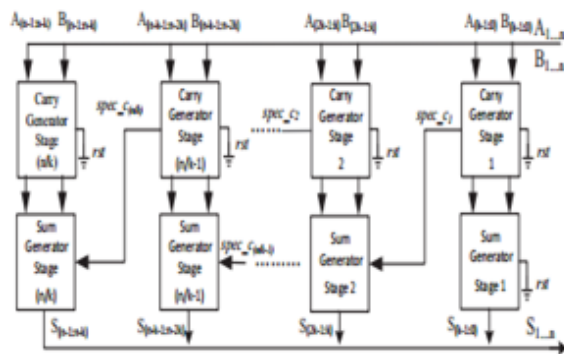 A(n-1:n-k) B(n-1:n-k) A(n-k-1:n-2k) B(n-k-1:n-2k) A(2k-1:k) B(2k-1:k) A(k-1:0) B(k-1:0) A1...n
B1...n
Carry Generator Stage (n/k)
rst
spec_c(n/k)
Carry Generator Stage (n/k-1)
rst
spec_c2
Carry Generator Stage 2
rst
spec_c1
Carry Generator Stage 1
rst
Sum Generator Stage (n/k)
Sum Generator Stage (n/k-1)
spec_c(n/k-1)
Sum Generator Stage 2
Sum Generator Stage 1
rst
S(n-1:n-k) S(n-k-1:n-2k) S(2k-1:k) S(k-1:0) S1...n